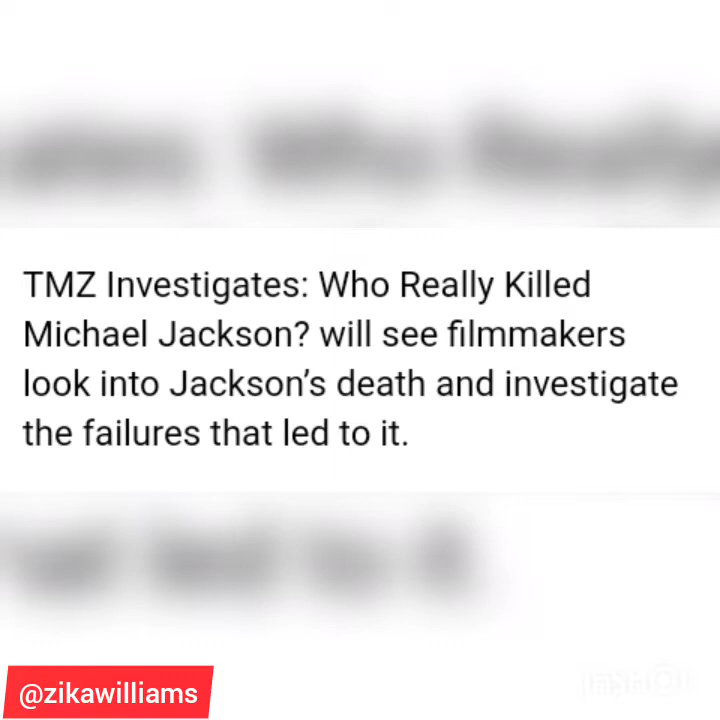 TMZ Investigates: Who Really Killed
Michael Jackson? will see filmmakers
look into Jackson’s death and investigate
the failures that led to it.
@zikawilliams